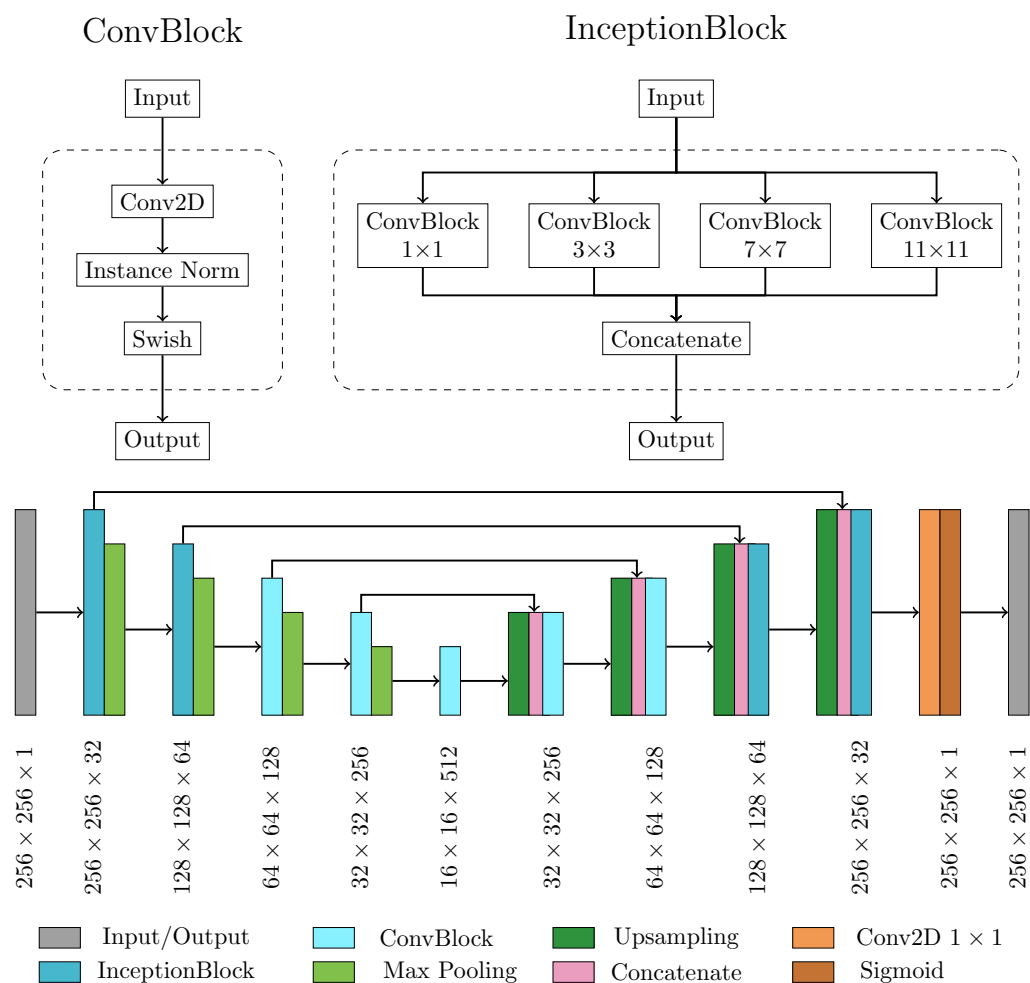 ConvBlock
InceptionBlock
Input
Conv2D
Instance Norm
Swish
Output
Input
ConvBlock
1×1
ConvBlock
3×3
ConvBlock
7×7
ConvBlock
11×11
Concatenate
Output
256 × 256 × 1
256 × 256 × 32
128 × 128 × 64
64 × 64 × 128
32 × 32 × 256
16 × 16 × 512
32 × 32 × 256
64 × 64 × 128
128 × 128 × 64
256 × 256 × 32
256 × 256 × 1
256 × 256 × 1
Input/Output
ConvBlock
Upsampling
Conv2D 1 × 1
InceptionBlock
Max Pooling
Concatenate
Sigmoid